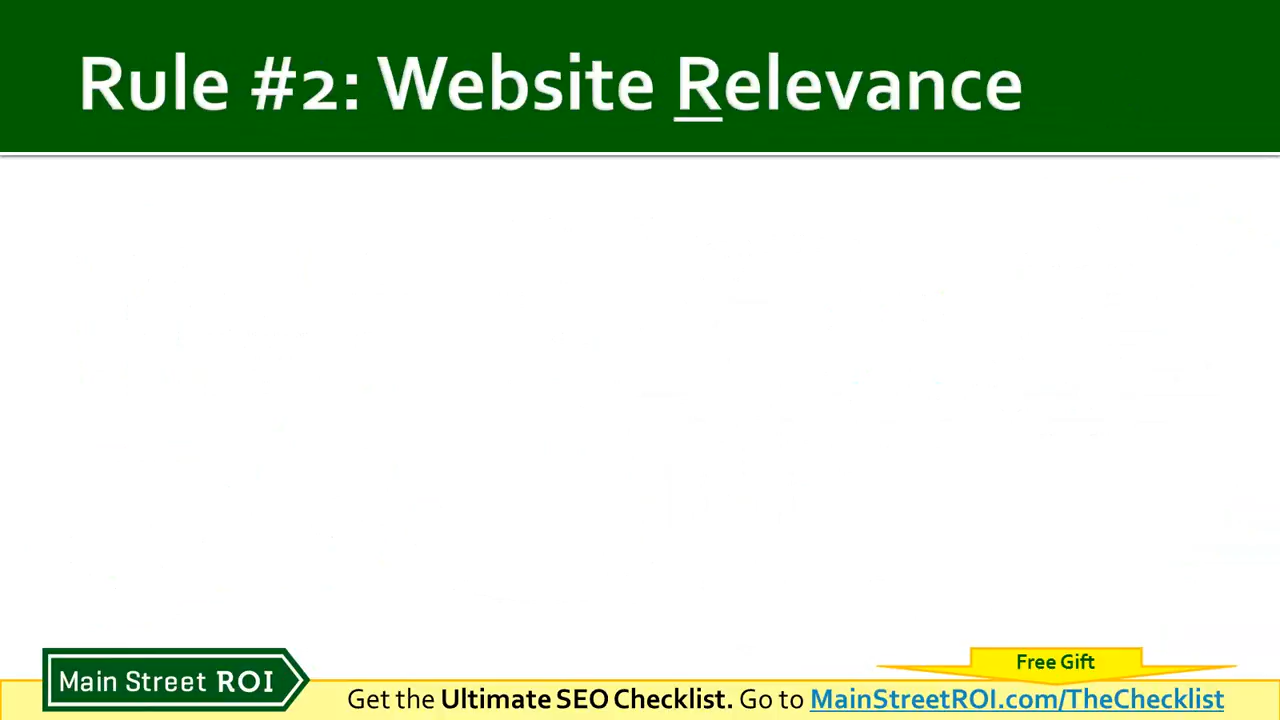 Rule #2: Website Relevance
Free Gift
Main Street ROI
Get the Ultimate SEO Checklist. Go to MainStreetROI.com/TheChecklist